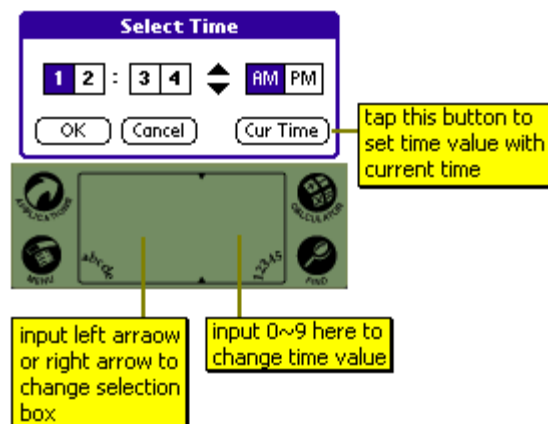 Select Time
1 2 : 3 4 AM PM
OK Cancel Cur Time
tap this button to
set time value with
current time
APPLICATIONS
CALCULATOR
MENU
abcde
12345
FIND
input left arraow
or right arrow to
change selection
box
input 0~9 here to
change time value